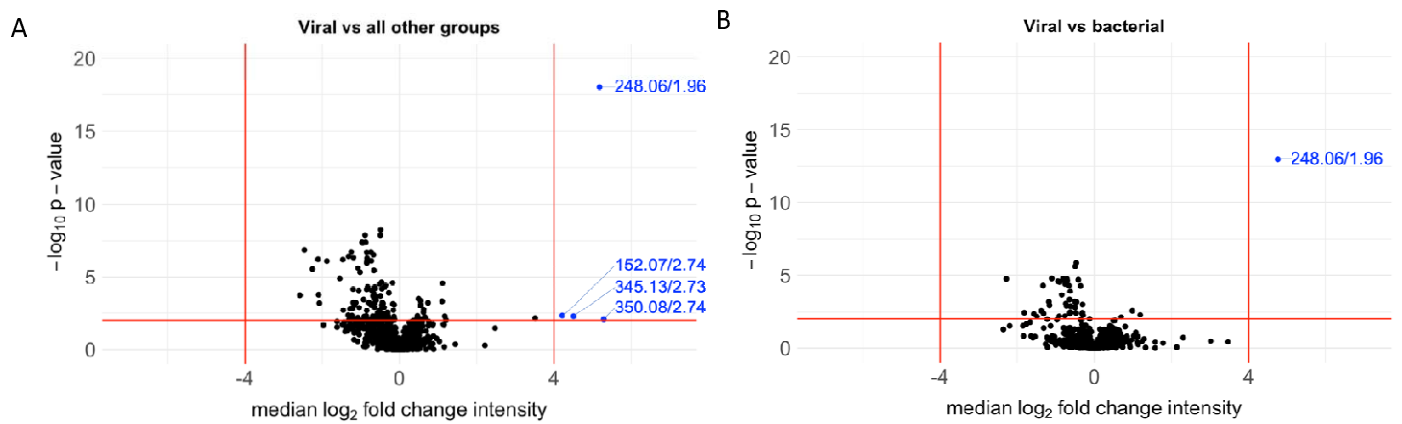 A
Viral vs all other groups
20
15
10
5
0
248.06/1.96
152.07/2.74
345.13/2.73
350.08/2.74
-4
0
4
−log10 p − value
median log2 fold change intensity
B
Viral vs bacterial
20
15
10
5
0
248.06/1.96
-4
0
4
−log10 p − value
median log2 fold change intensity